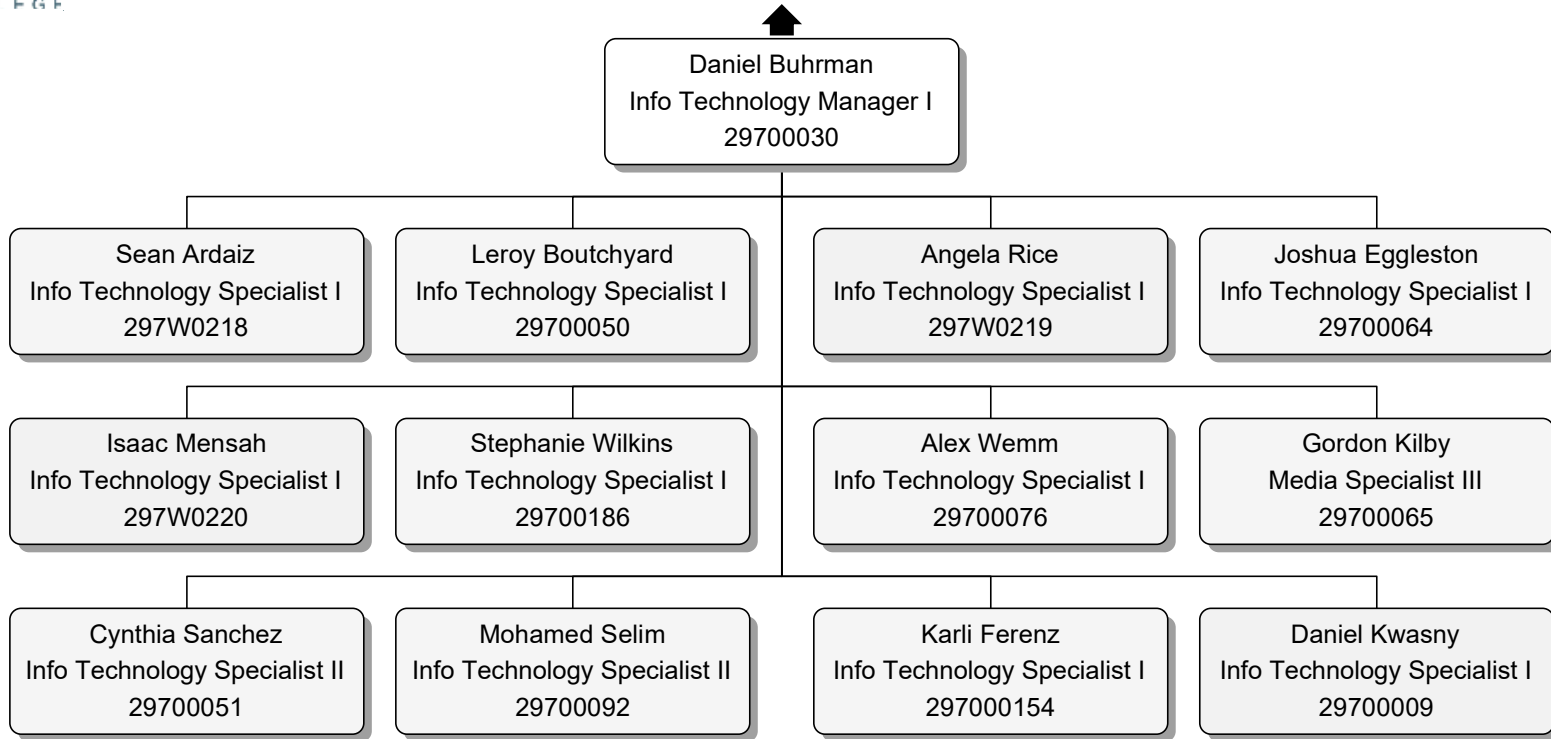 Daniel Buhrman
Info Technology Manager I
29700030
Sean Ardaiz
Info Technology Specialist I
297W0218
Leroy Boutchyard
Info Technology Specialist I
29700050
Angela Rice
Info Technology Specialist I
297W0219
Joshua Eggleston
Info Technology Specialist I
29700064
Isaac Mensah
Info Technology Specialist I
297W0220
Stephanie Wilkins
Info Technology Specialist I
29700186
Alex Wemm
Info Technology Specialist I
29700076
Gordon Kilby
Media Specialist III
29700065
Cynthia Sanchez
Info Technology Specialist II
29700051
Mohamed Selim
Info Technology Specialist II
29700092
Karli Ferenz
Info Technology Specialist I
297000154
Daniel Kwasny
Info Technology Specialist I
29700009